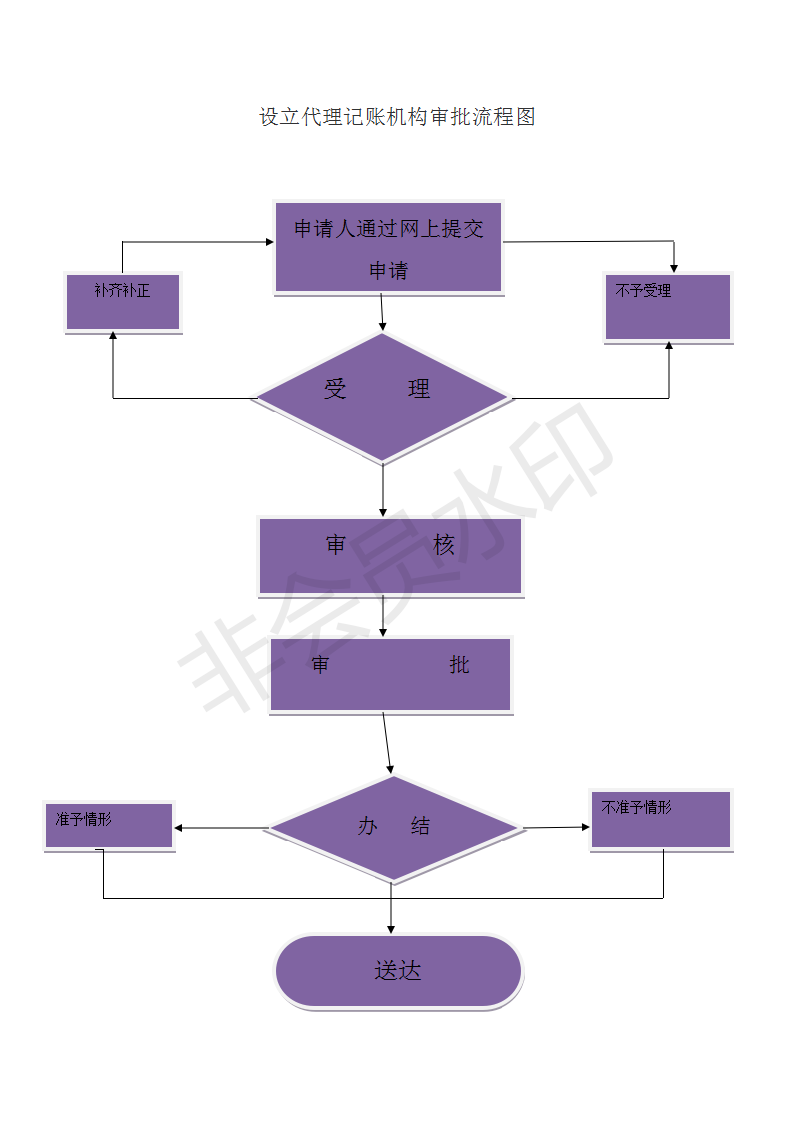 设立代理记账机构审批流程图
申请人通过网上提交
申请
补齐补正
不予受理
受 理
审 核
审 批
办 结
准予情形
不准予情形
送达
非会员水印